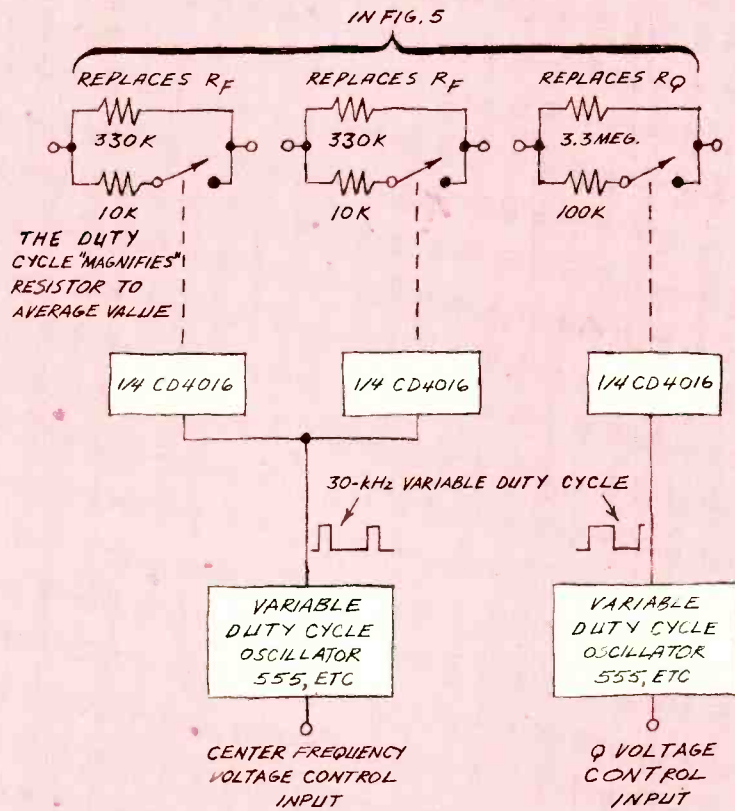 IN FIG. 5
REPLACES RF
330K
10K
REPLACES RF
330K
10K
REPLACES RQ
3.3MEG.
100K
THE DUTY
CYCLE "MAGNIFIES"
RESISTOR TO
AVERAGE VALUE
1/4 CD4016
1/4 CD4016
1/4 CD4016
30-KHZ VARIABLE DUTY CYCLE
VARIABLE
DUTY CYCLE
OSCILLATOR
555, ETC
VARIABLE
DUTY CYCLE
OSCILLATOR
555, ETC
CENTER FREQUENCY
VOLTAGE CONTROL
INPUT
Q VOLTAGE
CONTROL
INPUT